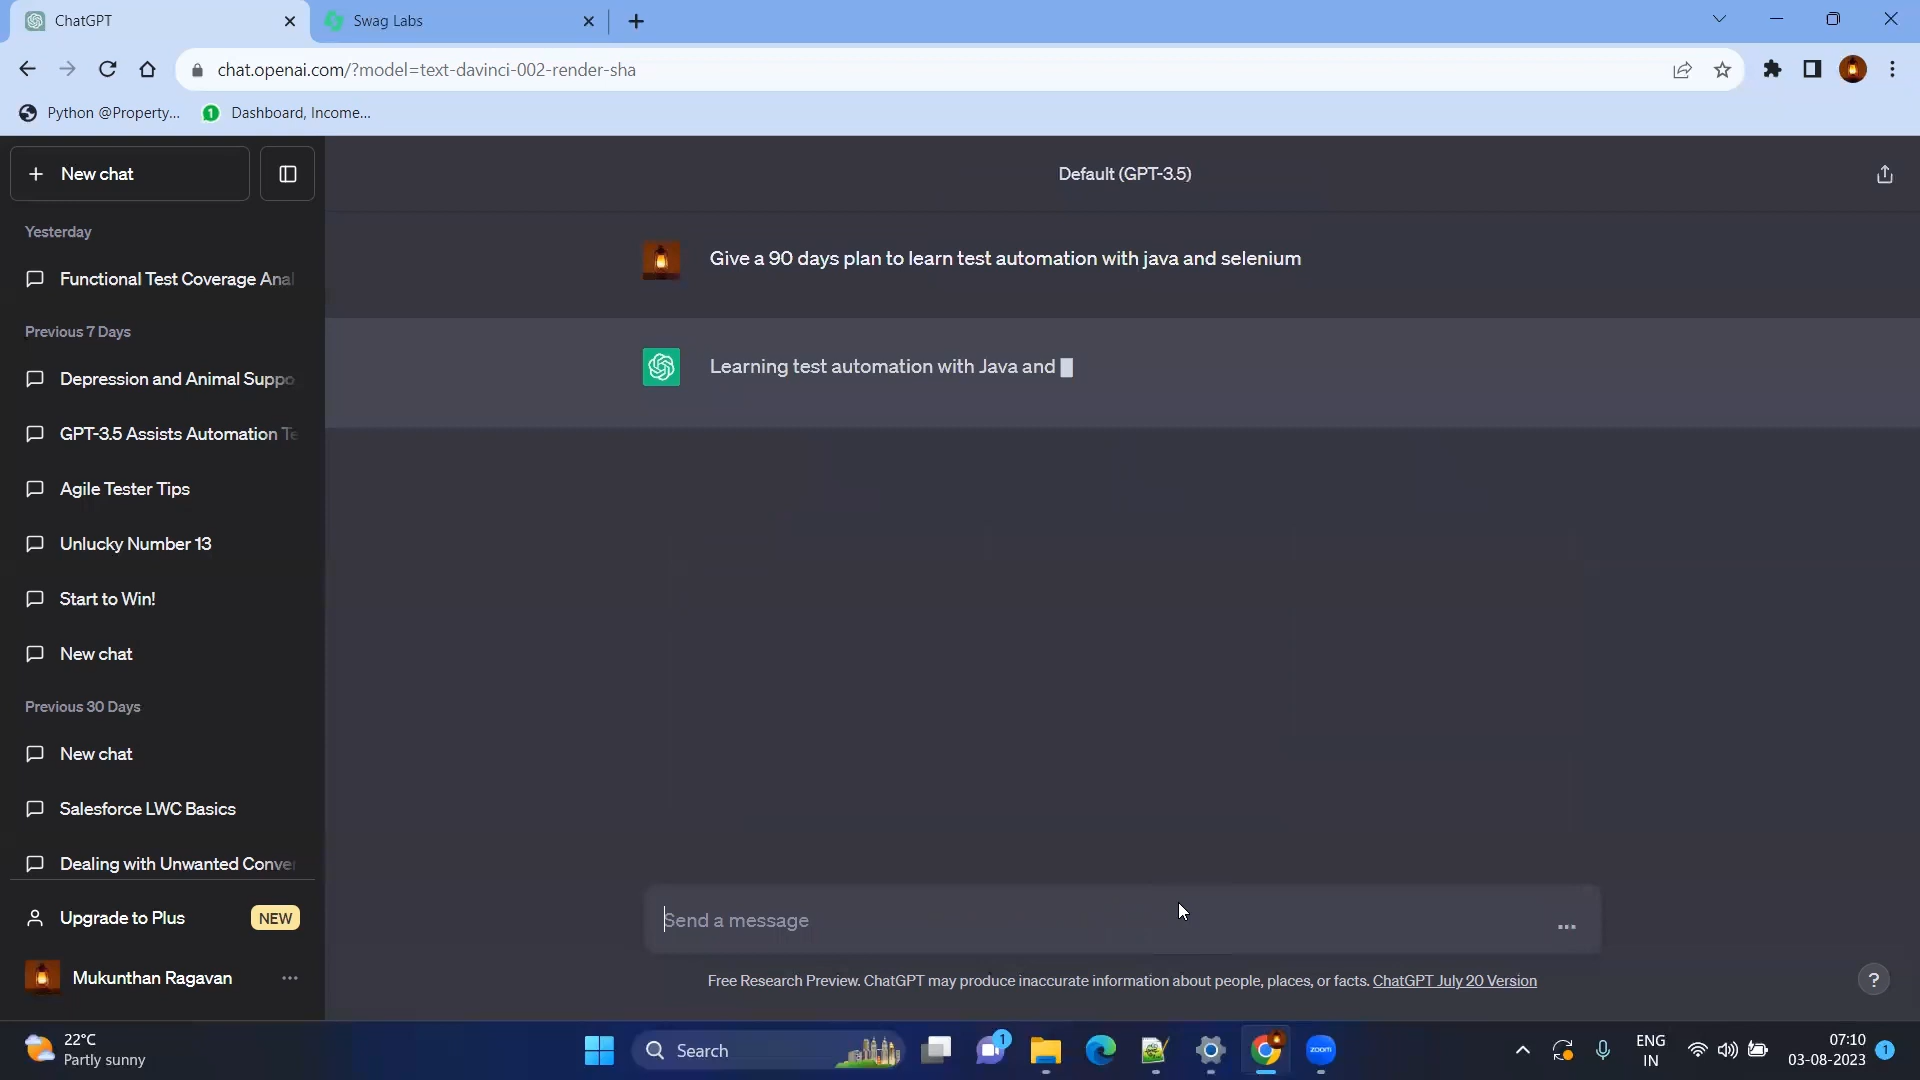 ChatGPT
Swag Labs
chat.openai.com/?model=text-davinci-002-render-sha
Python @Property...
Dashboard, Income...
New chat
Default (GPT-3.5)
Yesterday
Functional Test Coverage Anal
Previous 7 Days
Depression and Animal Suppo
GPT-3.5 Assists Automation Te
Agile Tester Tips
Unlucky Number 13
Start to Win!
New chat
Previous 30 Days
New chat
Salesforce LWC Basics
Dealing with Unwanted Conver
Upgrade to Plus
NEW
Mukunthan Ragavan
Give a 90 days plan to learn test automation with java and selenium
Learning test automation with Java and
Send a message
Free Research Preview. ChatGPT may produce inaccurate information about people, places, or facts. ChatGPT July 20 Version
?
22°C
Partly sunny
Search
1
zoom
ENG
IN
07:10
03-08-2023
1